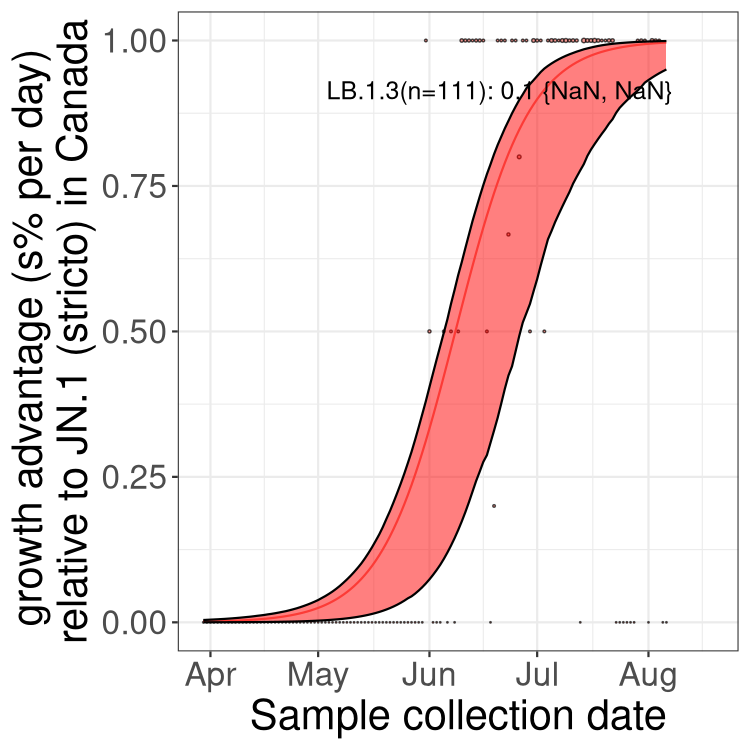 growth advantage (s% per day)
relative to JN.1 (stricto) in Canada
1.00
0.75
0.50
0.25
0.00
LB.1.3(n=111): 0.1 {NaN, NaN}
Apr May Jun Jul Aug
Sample collection date